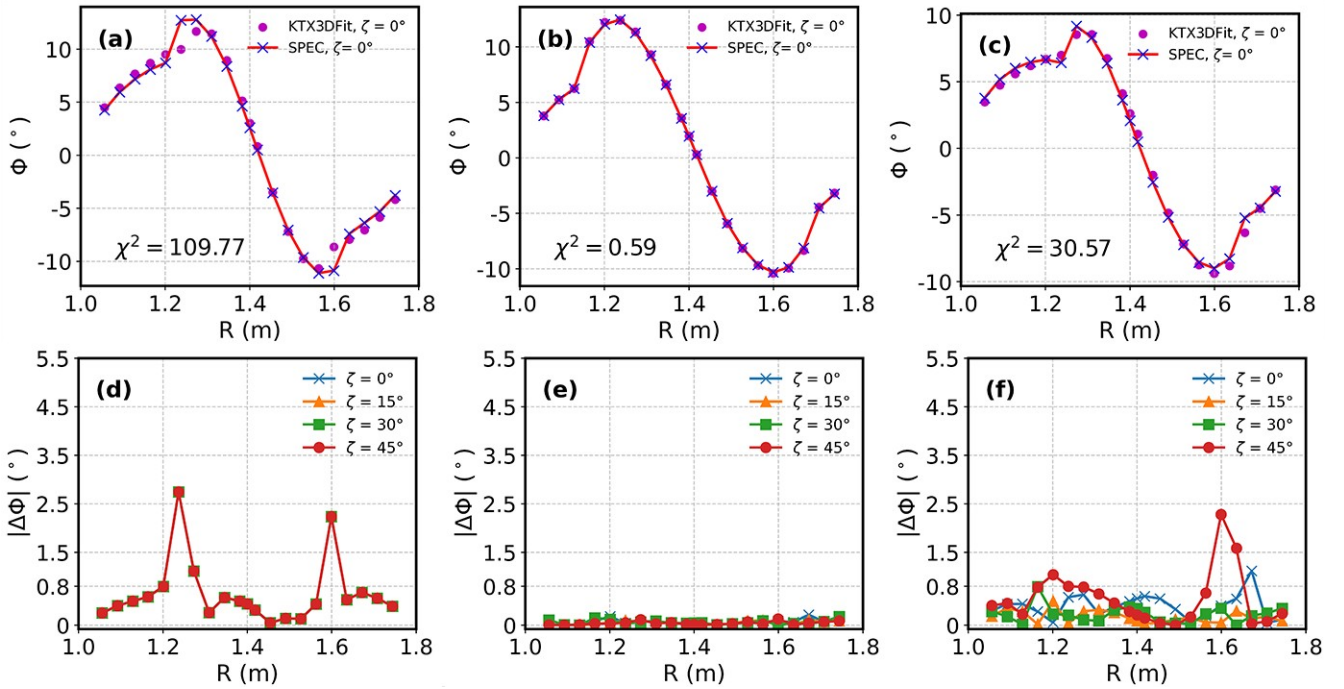 (a)
KTX3DFit, ζ = 0°
SPEC, ζ= 0°
χ² = 109.77
Φ (°)
10
5
0
-5
-10
1.0 1.2 1.4 1.6 1.8
R (m)
(b)
KTX3DFit, ζ = 0°
SPEC, ζ= 0°
χ² = 0.59
Φ (°)
10
5
0
-5
-10
1.0 1.2 1.4 1.6 1.8
R (m)
(c)
KTX3DFit, ζ = 0°
SPEC, ζ= 0°
χ² = 30.57
Φ (°)
10
5
0
-5
-10
1.0 1.2 1.4 1.6 1.8
R (m)
(d)
ζ = 0°
ζ = 15°
ζ = 30°
ζ = 45°
|ΔΦ| (°)
5.5
4.5
3.5
2.5
1.5
0.8
0
1.0 1.2 1.4 1.6 1.8
R (m)
(e)
ζ = 0°
ζ = 15°
ζ = 30°
ζ = 45°
|ΔΦ| (°)
5.5
4.5
3.5
2.5
1.5
0.8
0
1.0 1.2 1.4 1.6 1.8
R (m)
(f)
ζ = 0°
ζ = 15°
ζ = 30°
ζ = 45°
|ΔΦ| (°)
5.5
4.5
3.5
2.5
1.5
0.8
0
1.0 1.2 1.4 1.6 1.8
R (m)